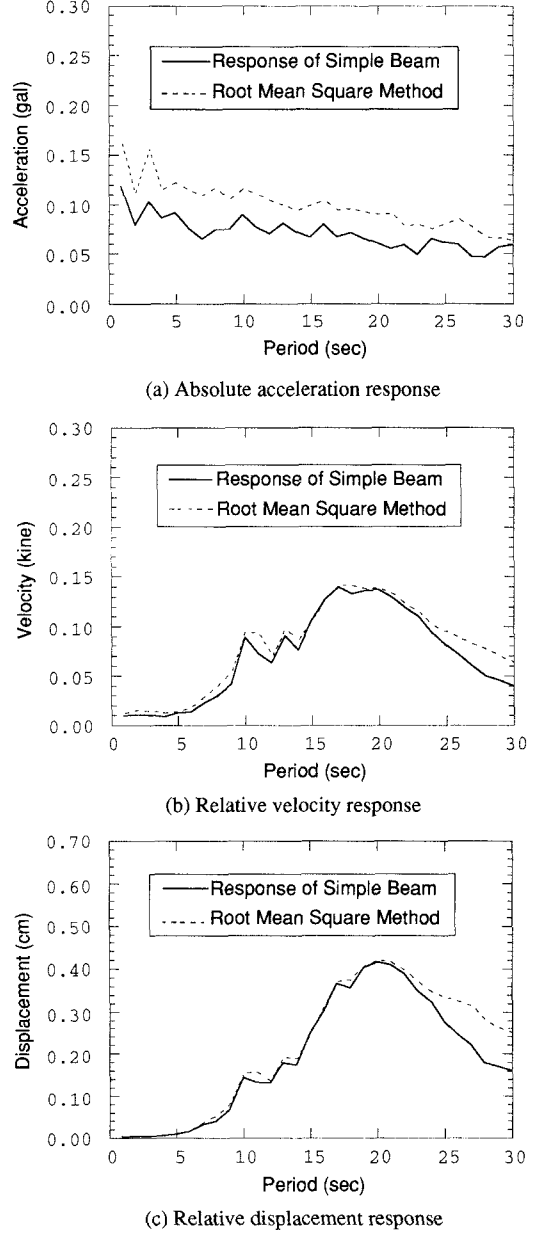 0.30
0.25
0.20
0.15
0.10
0.05
0.00
Acceleration (gal)
Response of Simple Beam
Root Mean Square Method
0 5 10 15 20 25 30
Period (sec)
(a) Absolute acceleration response
0.30
0.25
0.20
0.15
0.10
0.05
0.00
Velocity (kine)
Response of Simple Beam
Root Mean Square Method
0 5 10 15 20 25 30
Period (sec)
(b) Relative velocity response
0.70
0.60
0.50
0.40
0.30
0.20
0.10
0.00
Displacement (cm)
Response of Simple Beam
Root Mean Square Method
0 5 10 15 20 25 30
Period (sec)
(c) Relative displacement response